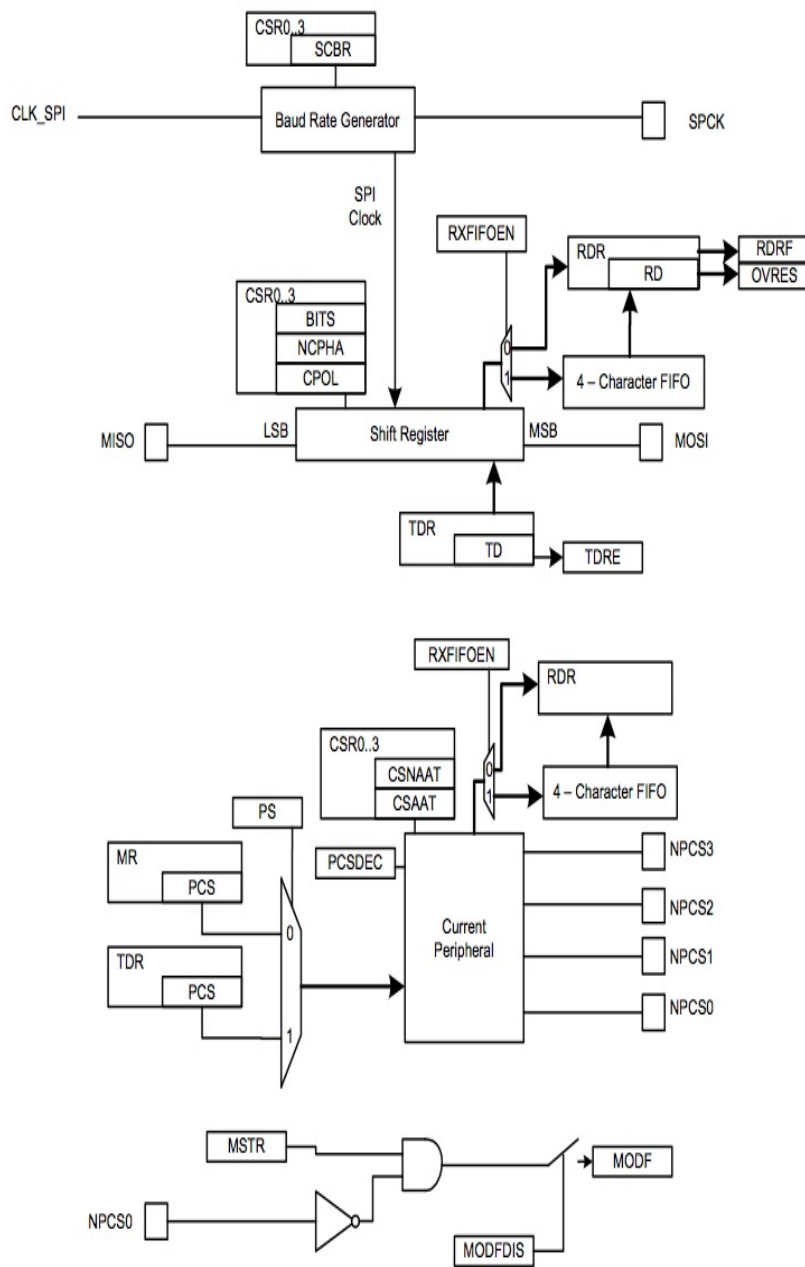 CSR0..3
SCBR
CLK_SPI
Baud Rate Generator
SPCK
SPI
Clock
RXFIFOEN
RDR
RD
RDRF
OVRES
CSR0..3
BITS
NCPHA
CPOL
0
1
4 – Character FIFO
MISO
LSB
Shift Register
MSB
MOSI
TDR
TD
TDRE
RXFIFOEN
RDR
CSR0..3
CSNAAT
CSAAT
0
1
4 – Character FIFO
PS
MR
PCS
PCSDEC
NPCS3
0
Current
Peripheral
NPCS2
TDR
PCS
NPCS1
1
NPCS0
MSTR
MODF
NPCS0
MODFDIS